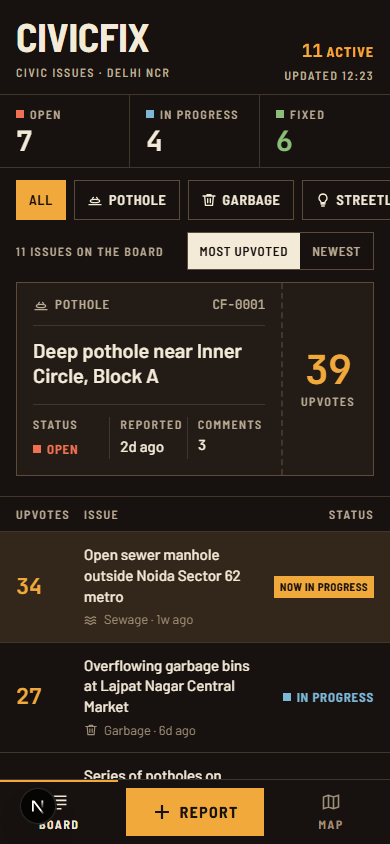 CIVICFIX
CIVIC ISSUES · DELHI NCR
11 ACTIVE
UPDATED 12:23
OPEN
7
IN PROGRESS
4
FIXED
6
ALL
POTHOLE
GARBAGE
STREETL
11 ISSUES ON THE BOARD
MOST UPVOTED
NEWEST
POTHOLE
CF-0001
Deep pothole near Inner
Circle, Block A
STATUS
OPEN
REPORTED
2d ago
COMMENTS
3
39
UPVOTES
UPVOTES
ISSUE
STATUS
34
Open sewer manhole
outside Noida Sector 62
metro
Sewage · 1w ago
NOW IN PROGRESS
27
Overflowing garbage bins
at Lajpat Nagar Central
Market
Garbage · 6d ago
IN PROGRESS
Series of potholes on
N
BOARD
+ REPORT
MAP